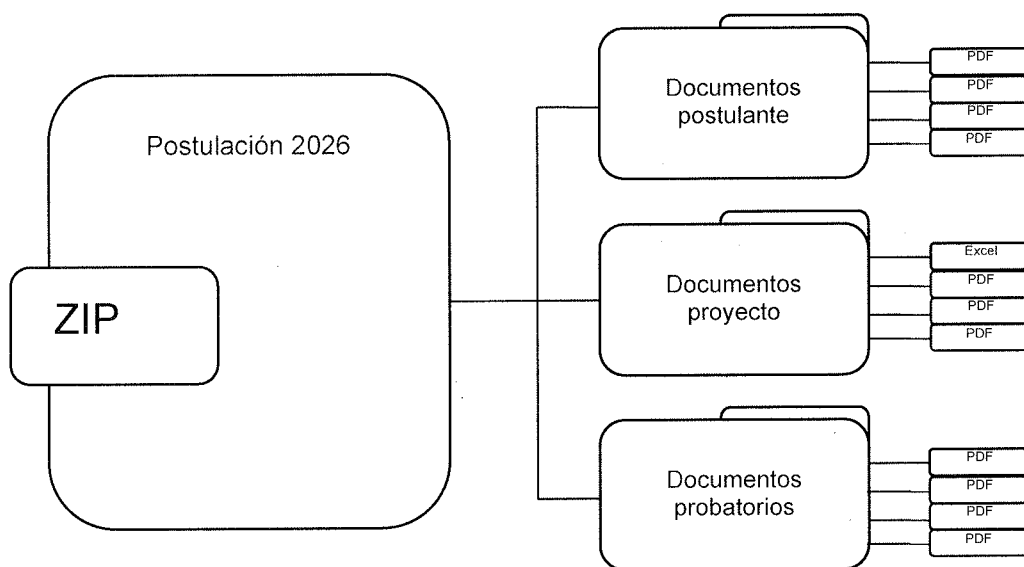 Postulación 2026
ZIP
Documentos
postulante
PDF
PDF
PDF
PDF
Documentos
proyecto
Excel
PDF
PDF
PDF
Documentos
probatorios
PDF
PDF
PDF
PDF